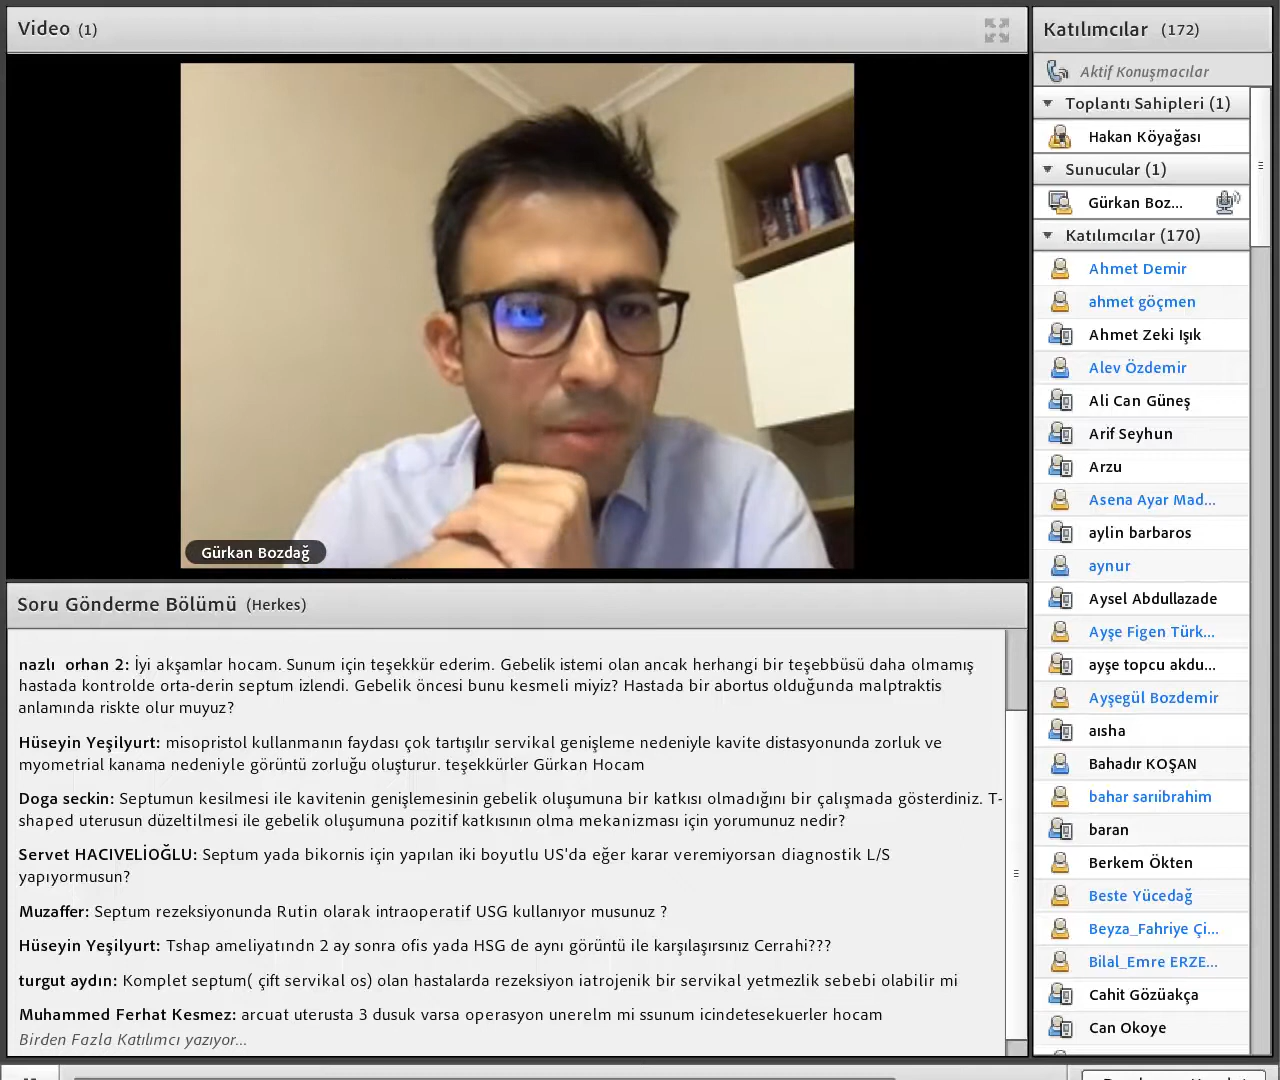 Video (1)
Gürkan Bozdağ
Soru Gönderme Bölümü (Herkes)
nazlı orhan 2: İyi akşamlar hocam. Sunum için teşekkür ederim. Gebelik istemi olan ancak herhangi bir teşebbüsü daha olmamış
hastada kontrolde orta-derin septum izlendi. Gebelik öncesi bunu kesmeli miyiz? Hastada bir abortus olduğunda malptraktis
anlamında riskte olur muyuz?
Hüseyin Yeşilyurt: misopristol kullanmanın faydası çok tartışılır servikal genişleme nedeniyle kavite distasyonunda zorluk ve
myometrial kanama nedeniyle görüntü zorluğu oluşturur. teşekkürler Gürkan Hocam
Doga seckin: Septumun kesilmesi ile kavitenin genişlemesinin gebelik oluşumuna bir katkısı olmadığını bir çalışmada gösterdiniz. T-
shaped uterusun düzeltilmesi ile gebelik oluşumuna pozitif katkısının olma mekanizması için yorumunuz nedir?
Servet HACIVELİOĞLU: Septum yada bikornis için yapılan iki boyutlu US'da eğer karar veremiyorsan diagnostik L/S
yapıyormusun?
Muzaffer: Septum rezeksiyonunda Rutin olarak intraoperatif USG kullanıyor musunuz ?
Hüseyin Yeşilyurt: Tshap ameliyatındn 2 ay sonra ofis yada HSG de aynı görüntü ile karşılaşırsınız Cerrahi???
turgut aydın: Komplet septum( çift servikal os) olan hastalarda rezeksiyon iatrojenik bir servikal yetmezlik sebebi olabilir mi
Muhammed Ferhat Kesmez: arcuat uterusta 3 dusuk varsa operasyon unerelm mi ssunum icindetesekuerler hocam
Birden Fazla Katılımcı yazıyor...
Katılımcılar (172)
Aktif Konuşmacılar
Toplantı Sahipleri (1)
Hakan Köyağası
Sunucular (1)
Gürkan Boz...
Katılımcılar (170)
Ahmet Demir
ahmet göçmen
Ahmet Zeki Işık
Alev Özdemir
Ali Can Güneş
Arif Seyhun
Arzu
Asena Ayar Mad...
aylin barbaros
aynur
Aysel Abdullazade
Ayşe Figen Türk...
ayşe topcu akdu...
Ayşegül Bozdemir
aısha
Bahadır KOŞAN
bahar sarıibrahim
baran
Berkem Ökten
Beste Yücedağ
Beyza_Fahriye Çi...
Bilal_Emre ERZE...
Cahit Gözüakça
Can Okoye